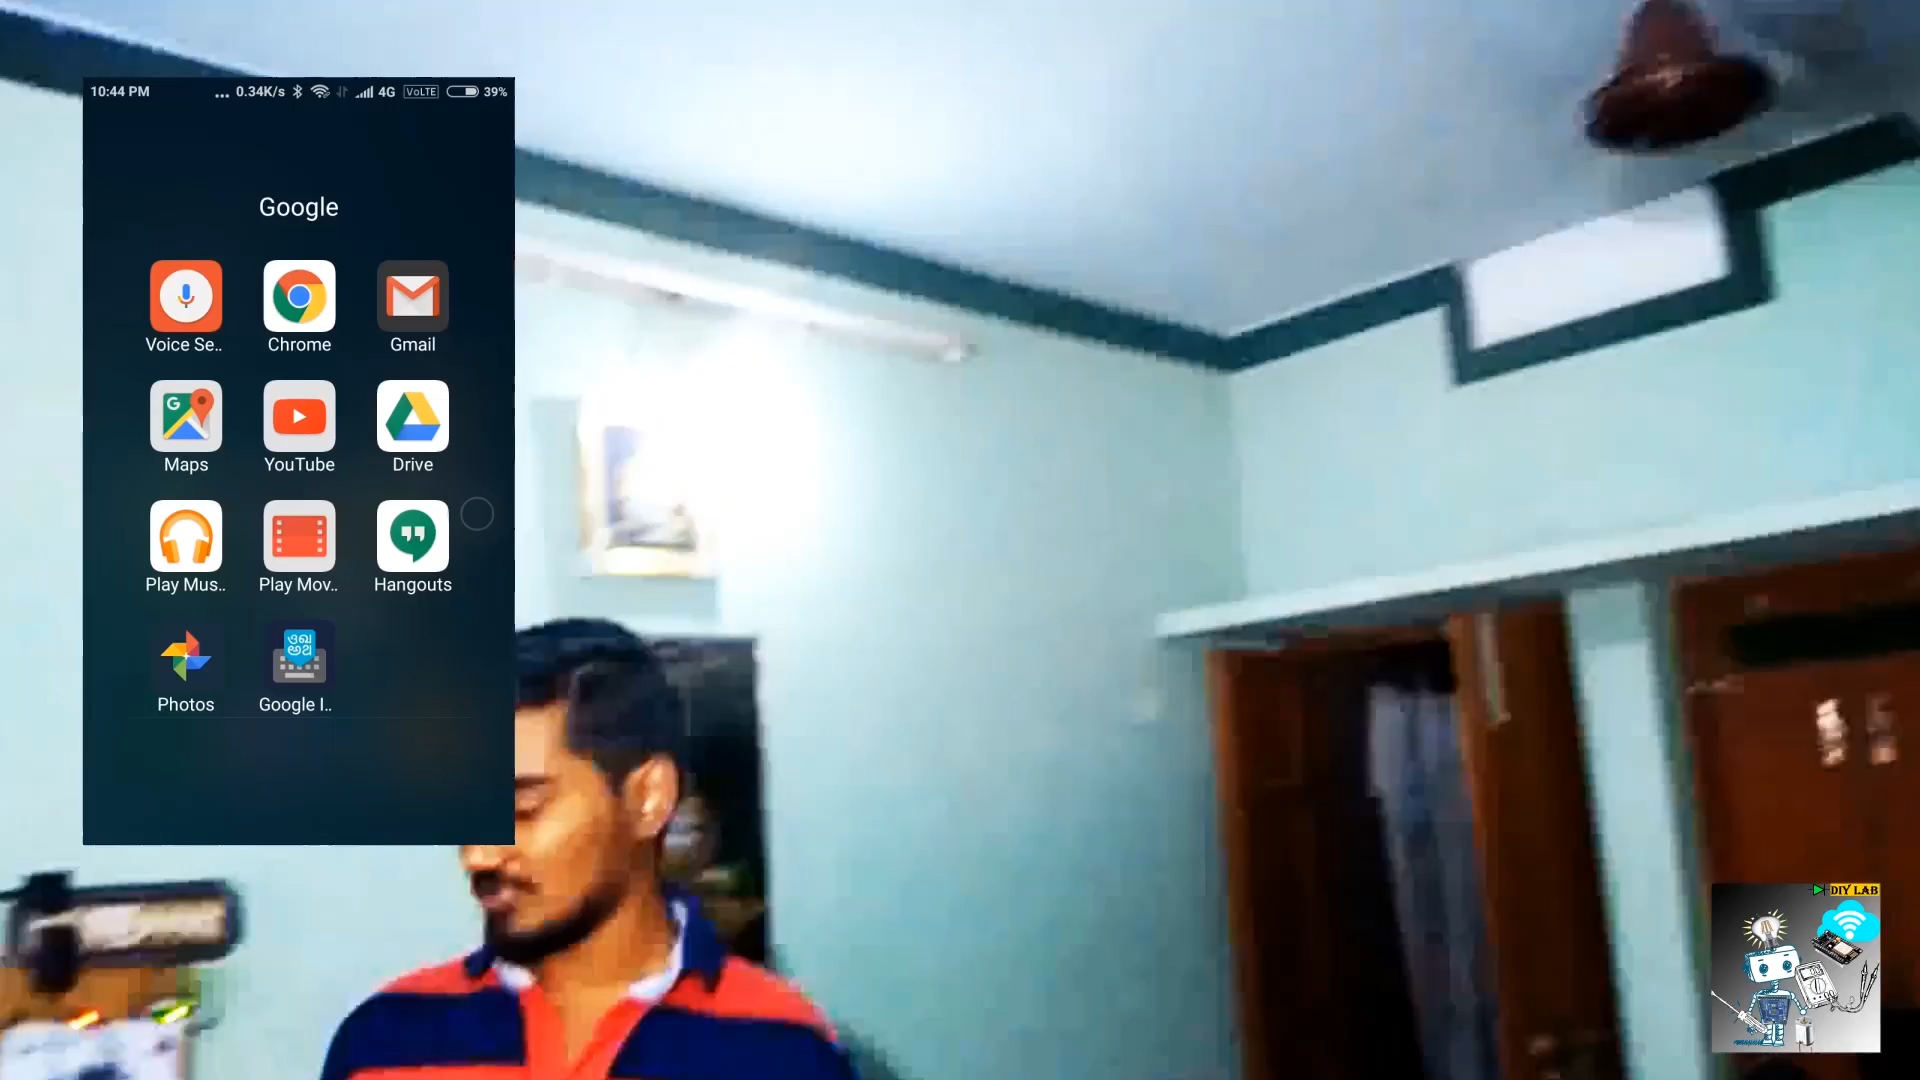 10:44 PM ... 0.34K/s 4G VoLTE 39%
Google
Voice Se.. Chrome Gmail
G
Maps YouTube Drive
Play Mus.. Play Mov.. Hangouts
Photos Google I..
DIY LAB